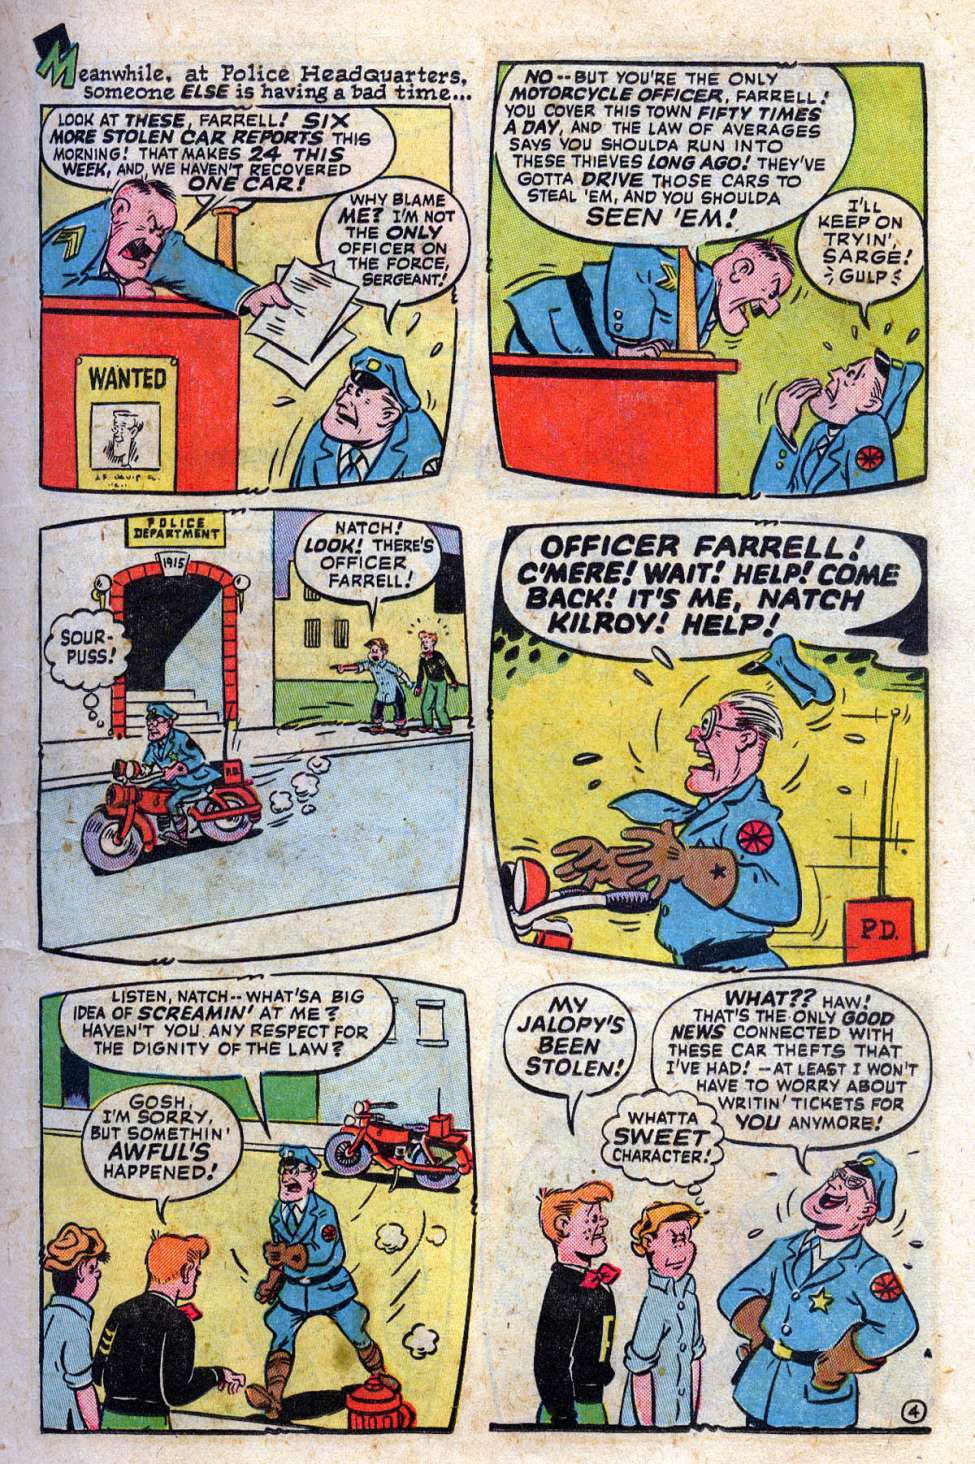 Meanwhile, at Police Headquarters,
someone ELSE is having a bad time...
LOOK AT THESE, FARRELL! SIX
MORE STOLEN CAR REPORTS THIS
MORNING! THAT MAKES 24 THIS
WEEK, AND WE HAVEN'T RECOVERED
ONE CAR!
WHY BLAME
ME? I'M NOT
THE ONLY
OFFICER ON
THE FORCE,
SERGEANT!
WANTED
NO--BUT YOU'RE THE ONLY
MOTORCYCLE OFFICER, FARRELL!
YOU COVER THIS TOWN FIFTY TIMES
A DAY, AND THE LAW OF AVERAGES
SAYS YOU SHOULDA RUN INTO
THESE THIEVES LONG AGO! THEY'VE
GOTTA DRIVE THOSE CARS TO
STEAL 'EM, AND YOU SHOULDA
SEEN 'EM!
I'LL
KEEP ON
TRYIN',
SARGE!
GULP
POLICE
DEPARTMENT
1915
SOUR-
PUSS!
P.D.
NATCH!
LOOK! THERE'S
OFFICER
FARRELL!
OFFICER FARRELL!
C'MERE! WAIT! HELP! COME
BACK! IT'S ME, NATCH
KILROY! HELP!
P.D.
LISTEN, NATCH--WHAT'SA BIG
IDEA OF SCREAMIN' AT ME?
HAVEN'T YOU ANY RESPECT FOR
THE DIGNITY OF THE LAW?
GOSH,
I'M SORRY,
BUT SOMETHIN'
AWFUL'S
HAPPENED!
MY
JALOPY'S
BEEN
STOLEN!
WHATTA
SWEET
CHARACTER!
WHAT?? HAW!
THAT'S THE ONLY GOOD
NEWS CONNECTED WITH
THESE CAR THEFTS THAT
I'VE HAD! -AT LEAST I WON'T
HAVE TO WORRY ABOUT
WRITIN' TICKETS FOR
YOU ANYMORE!
F
4